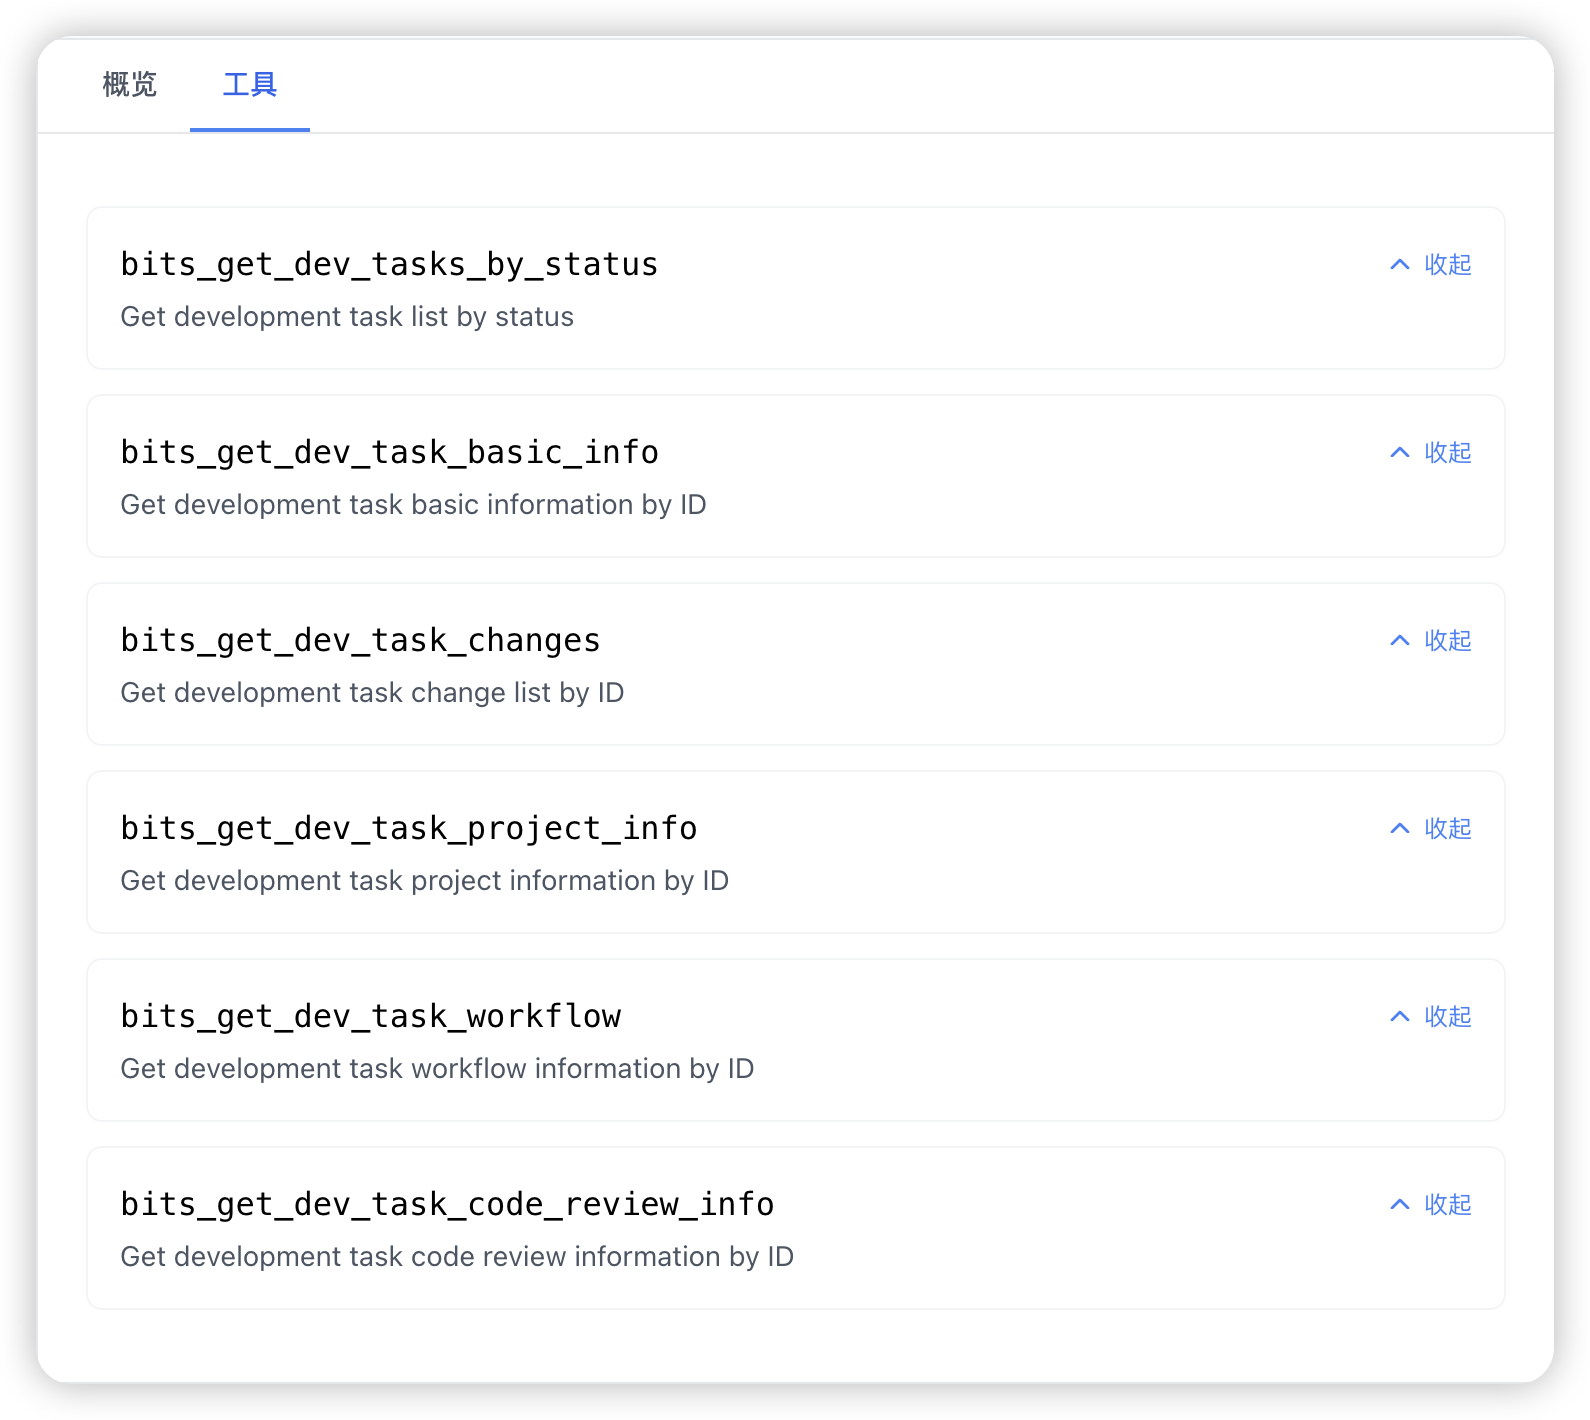 概览 工具
bits_get_dev_tasks_by_status 收起
Get development task list by status
bits_get_dev_task_basic_info 收起
Get development task basic information by ID
bits_get_dev_task_changes 收起
Get development task change list by ID
bits_get_dev_task_project_info 收起
Get development task project information by ID
bits_get_dev_task_workflow 收起
Get development task workflow information by ID
bits_get_dev_task_code_review_info 收起
Get development task code review information by ID